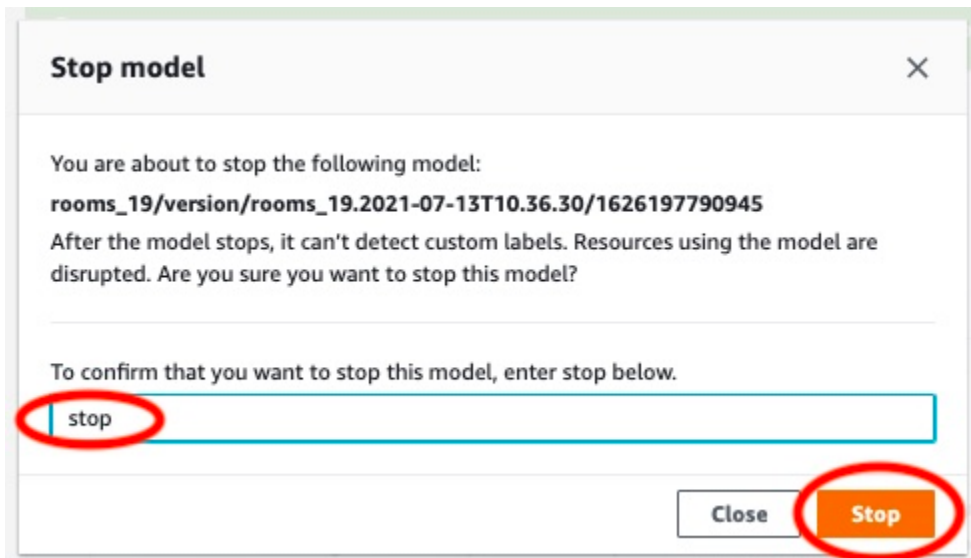 Stop model
You are about to stop the following model:
rooms_19/version/rooms_19.2021-07-13T10.36.30/1626197790945
After the model stops, it can't detect custom labels. Resources using the model are
disrupted. Are you sure you want to stop this model?
To confirm that you want to stop this model, enter stop below.
stop
Close Stop